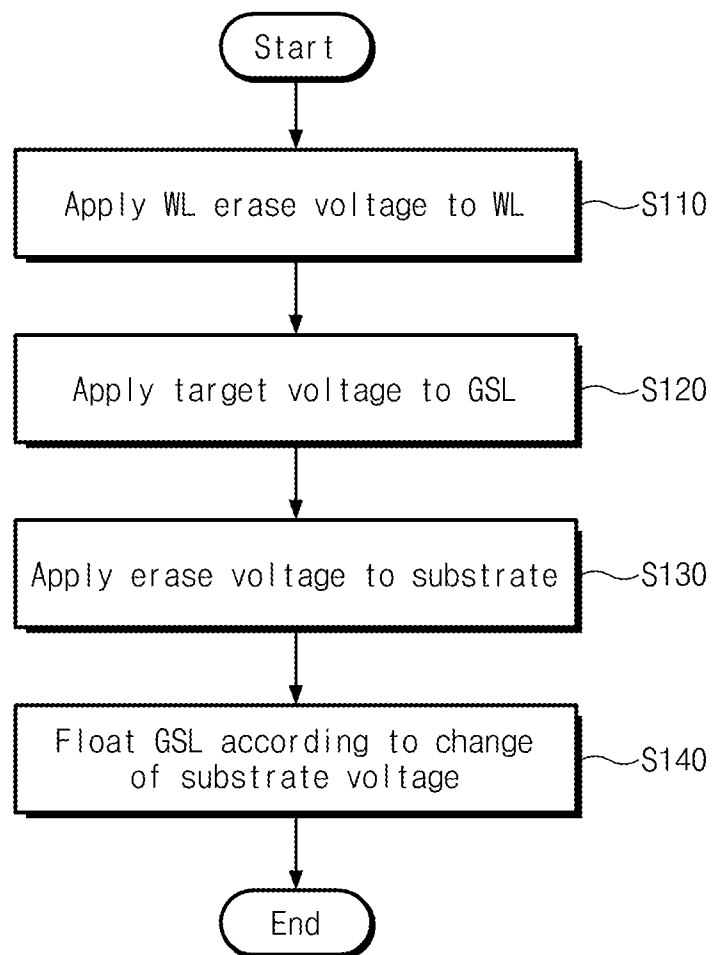 Start
Apply WL erase voltage to WL
S110
Apply target voltage to GSL
S120
Apply erase voltage to substrate
S130
Float GSL according to change
of substrate voltage
S140
End